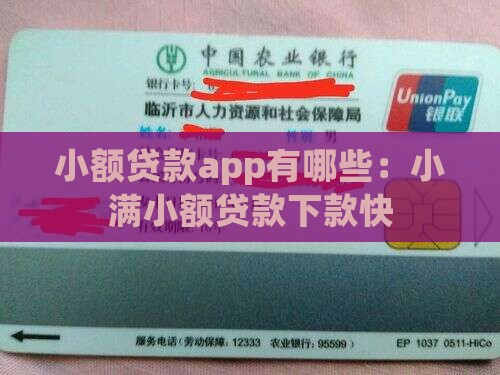 中国农业银行
AGRICULTURAL BANK OF CHINA
银行卡号:
UnionPay
银联
临沂市人力资源和社会保障局
姓名
性别 男
小额贷款app有哪些：小
满小额贷款下款快
服务电话(劳动保障: 12333 农业银行: 95599)
EP 1037 0511-HiCo